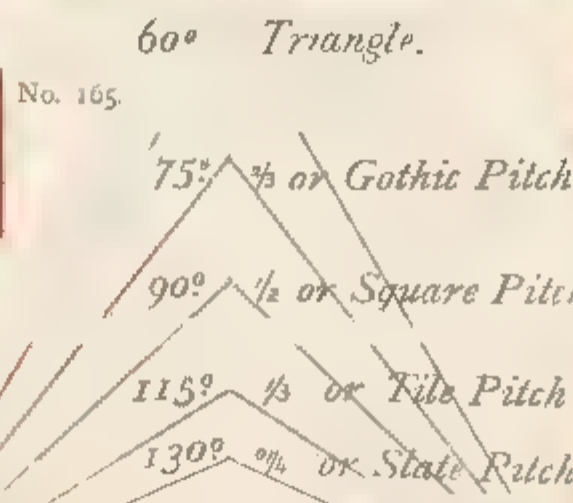 60° Triangle.
No. 165.
75° ⅔ or Gothic Pitch
90° ½ or Square Pitch
115° ⅓ or Tile Pitch
130° or ¼ or Slate Pitch